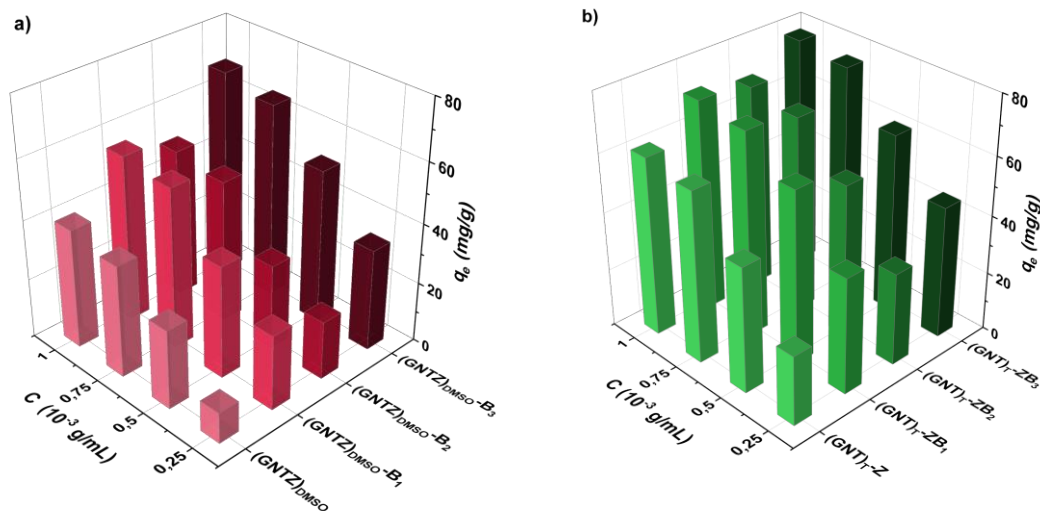 a)
80
60
40
20
0
qe (mg/g)
1
0,75
0,5
0,25
C (10-3 g/mL)
(GNTZ)DMSO-B3
(GNTZ)DMSO-B2
(GNTZ)DMSO-B1
(GNTZ)DMSO
b)
80
60
40
20
0
qe (mg/g)
1
0,75
0,5
0,25
C (10-3 g/mL)
(GNT)T-ZB3
(GNT)T-ZB2
(GNT)T-ZB1
(GNT)T-Z